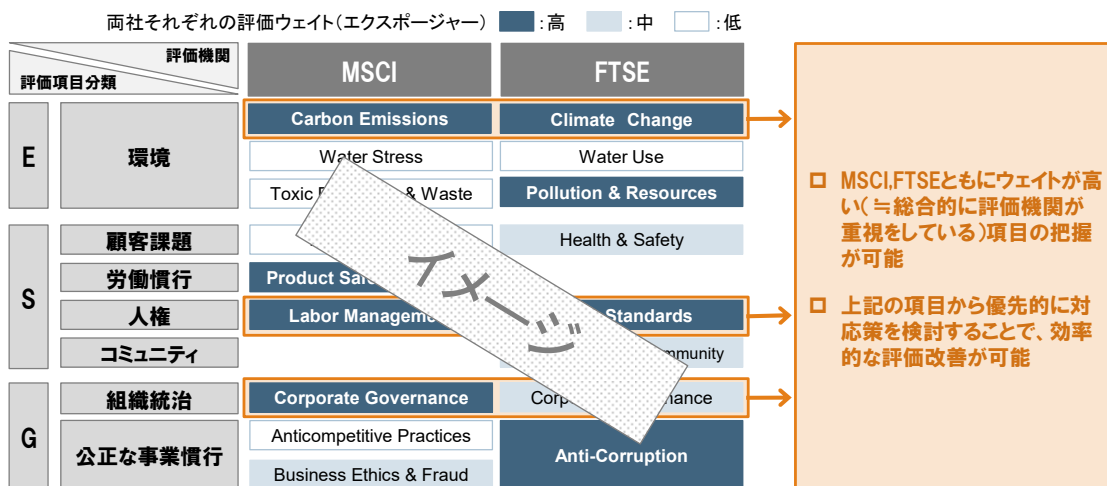 両社それぞれの評価ウェイト(エクスポージャー) :高 :中 :低
評価機関
評価項目分類
MSCI
FTSE
E
環境
Carbon Emissions
Climate Change
Water Stress
Water Use
Toxic & Waste
Pollution & Resources
S
顧客課題
Health & Safety
労働慣行
Product
人権
Labor
Standards
コミュニティ
G
組織統治
Corporate Governance
公正な事業慣行
Anticompetitive Practices
Anti-Corruption
Business Ethics & Fraud
イメージ
□ MSCI,FTSEともにウェイトが高
い(≒総合的に評価機関が
重視をしている)項目の把握
が可能
□ 上記の項目から優先的に対
応策を検討することで、効率
的な評価改善が可能